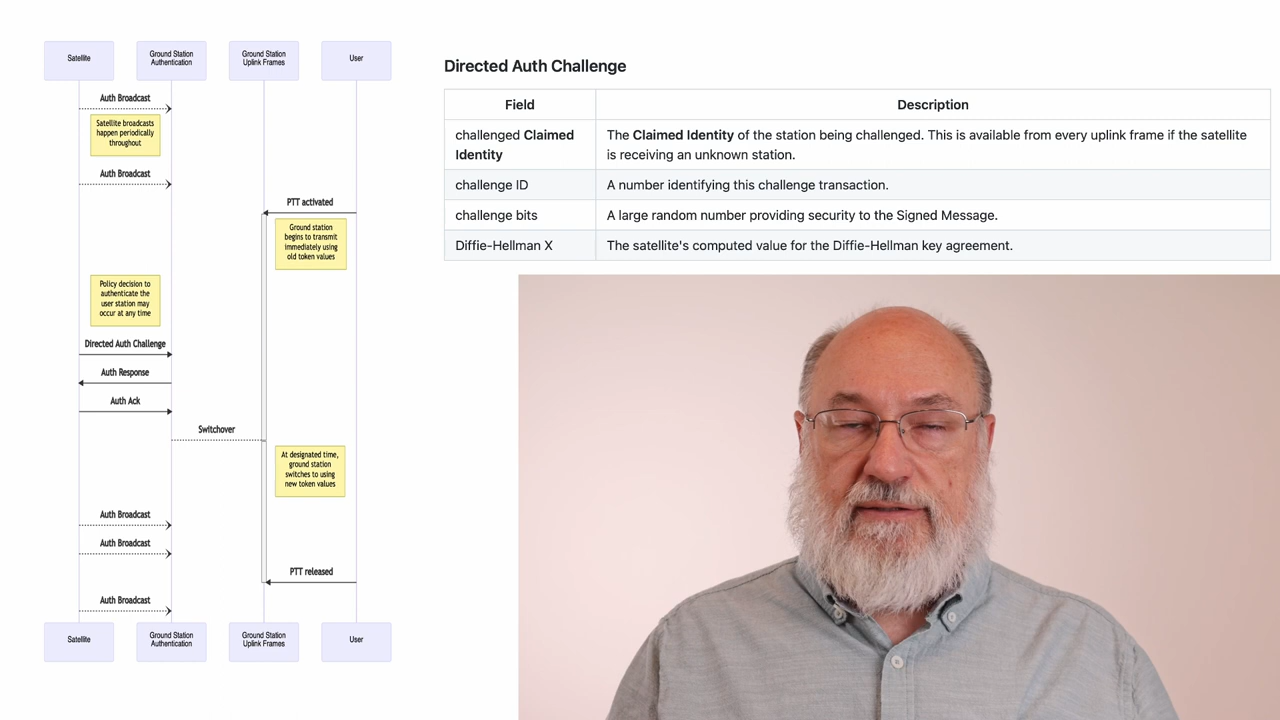 Satellite
Ground Station
Authentication
Ground Station
Uplink Frames
User
Auth Broadcast
Satellite broadcasts
happen periodically
throughout
Auth Broadcast
PTT activated
Ground station
begins to transmit
immediately using
old token values
Policy decision to
authenticate the
user station may
occur at any time
Directed Auth Challenge
Auth Response
Auth Ack
Switchover
At designated time,
ground station
switches to using
new token values
Auth Broadcast
Auth Broadcast
PTT released
Auth Broadcast
Satellite
Ground Station
Authentication
Ground Station
Uplink Frames
User
Directed Auth Challenge
Field Description
challenged Claimed
Identity
The Claimed Identity of the station being challenged. This is available from every uplink frame if the satellite
is receiving an unknown station.
challenge ID A number identifying this challenge transaction.
challenge bits A large random number providing security to the Signed Message.
Diffie-Hellman X The satellite's computed value for the Diffie-Hellman key agreement.